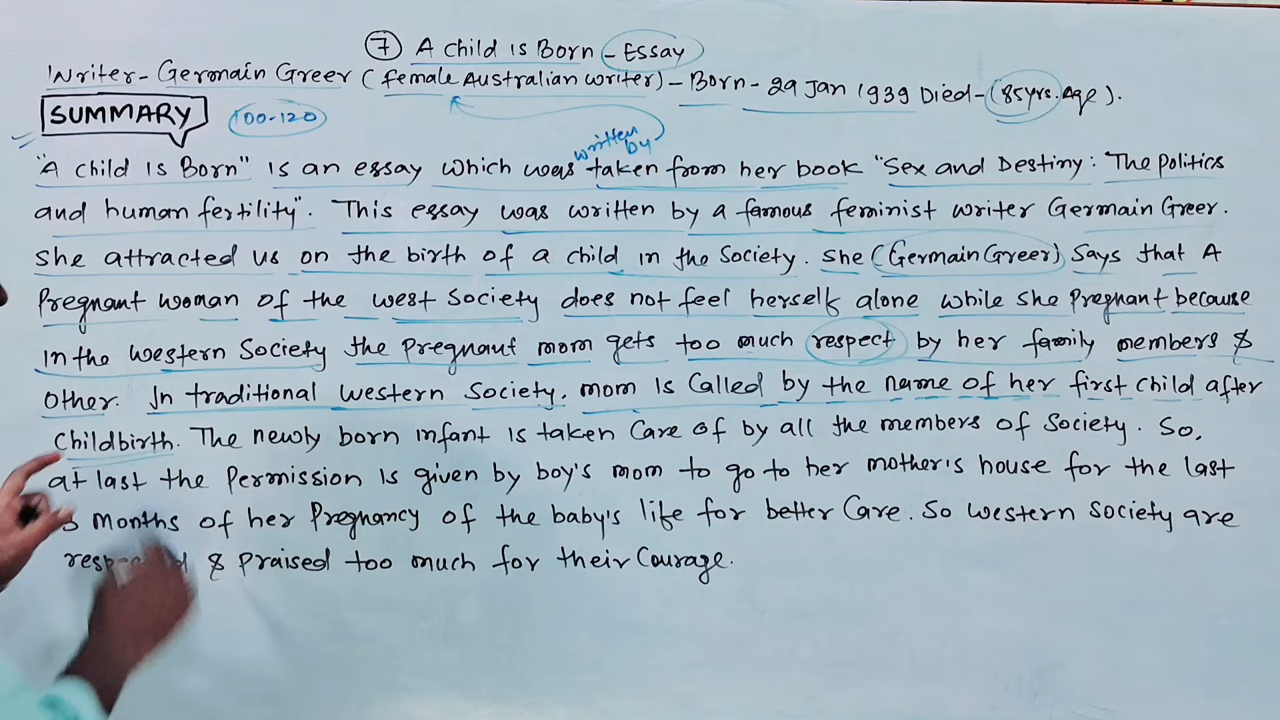 7 A Child is Born - Essay
Writer - Germain Greer (female Australian writer) - Born - 29 Jan 1939 Died - (85yrs. Age).
SUMMARY 100-120
written by
"A child Is Born" is an essay which was taken from her book "Sex and Destiny: The Politics
and human fertility". This essay was written by a famous feminist writer Germain Greer.
She attracted us on the birth of a child in the Society. She (Germain Greer) Says that A
Pregnant woman of the west Society does not feel herself alone while she pregnant because
in the western Society the pregnant mom gets too much respect by her family members &
other. In traditional western Society, mom is Called by the name of her first child after
childbirth. The newly born infant is taken Care of by all the members of Society. So,
at last the Permission is given by boy's mom to go to her mother's house for the last
months of her Pregnancy of the baby's life for better Care. So western society are
& Praised too much for their Courage.